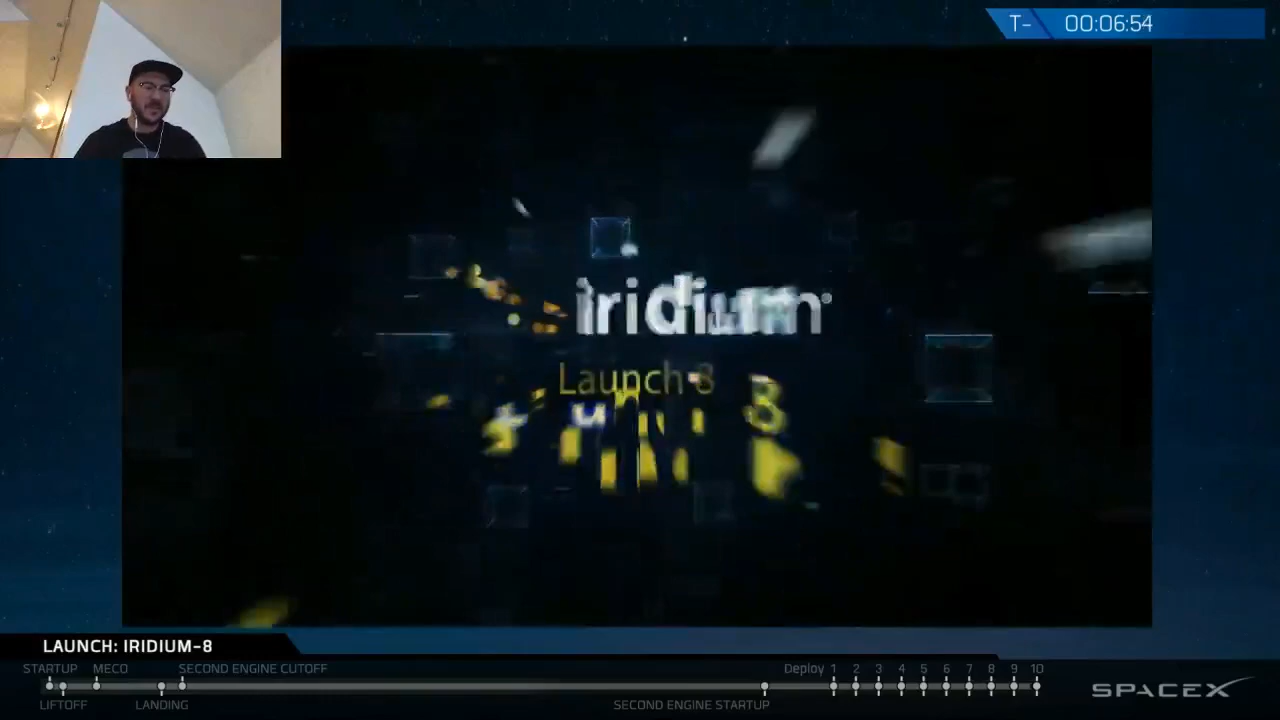 T- 00:06:54
iridium
Launch 8
8
LAUNCH: IRIDIUM-8
STARTUP MECO SECOND ENGINE CUTOFF Deploy 1 2 3 4 5 6 7 8 9 10
LIFTOFF LANDING SECOND ENGINE STARTUP
SPACEX